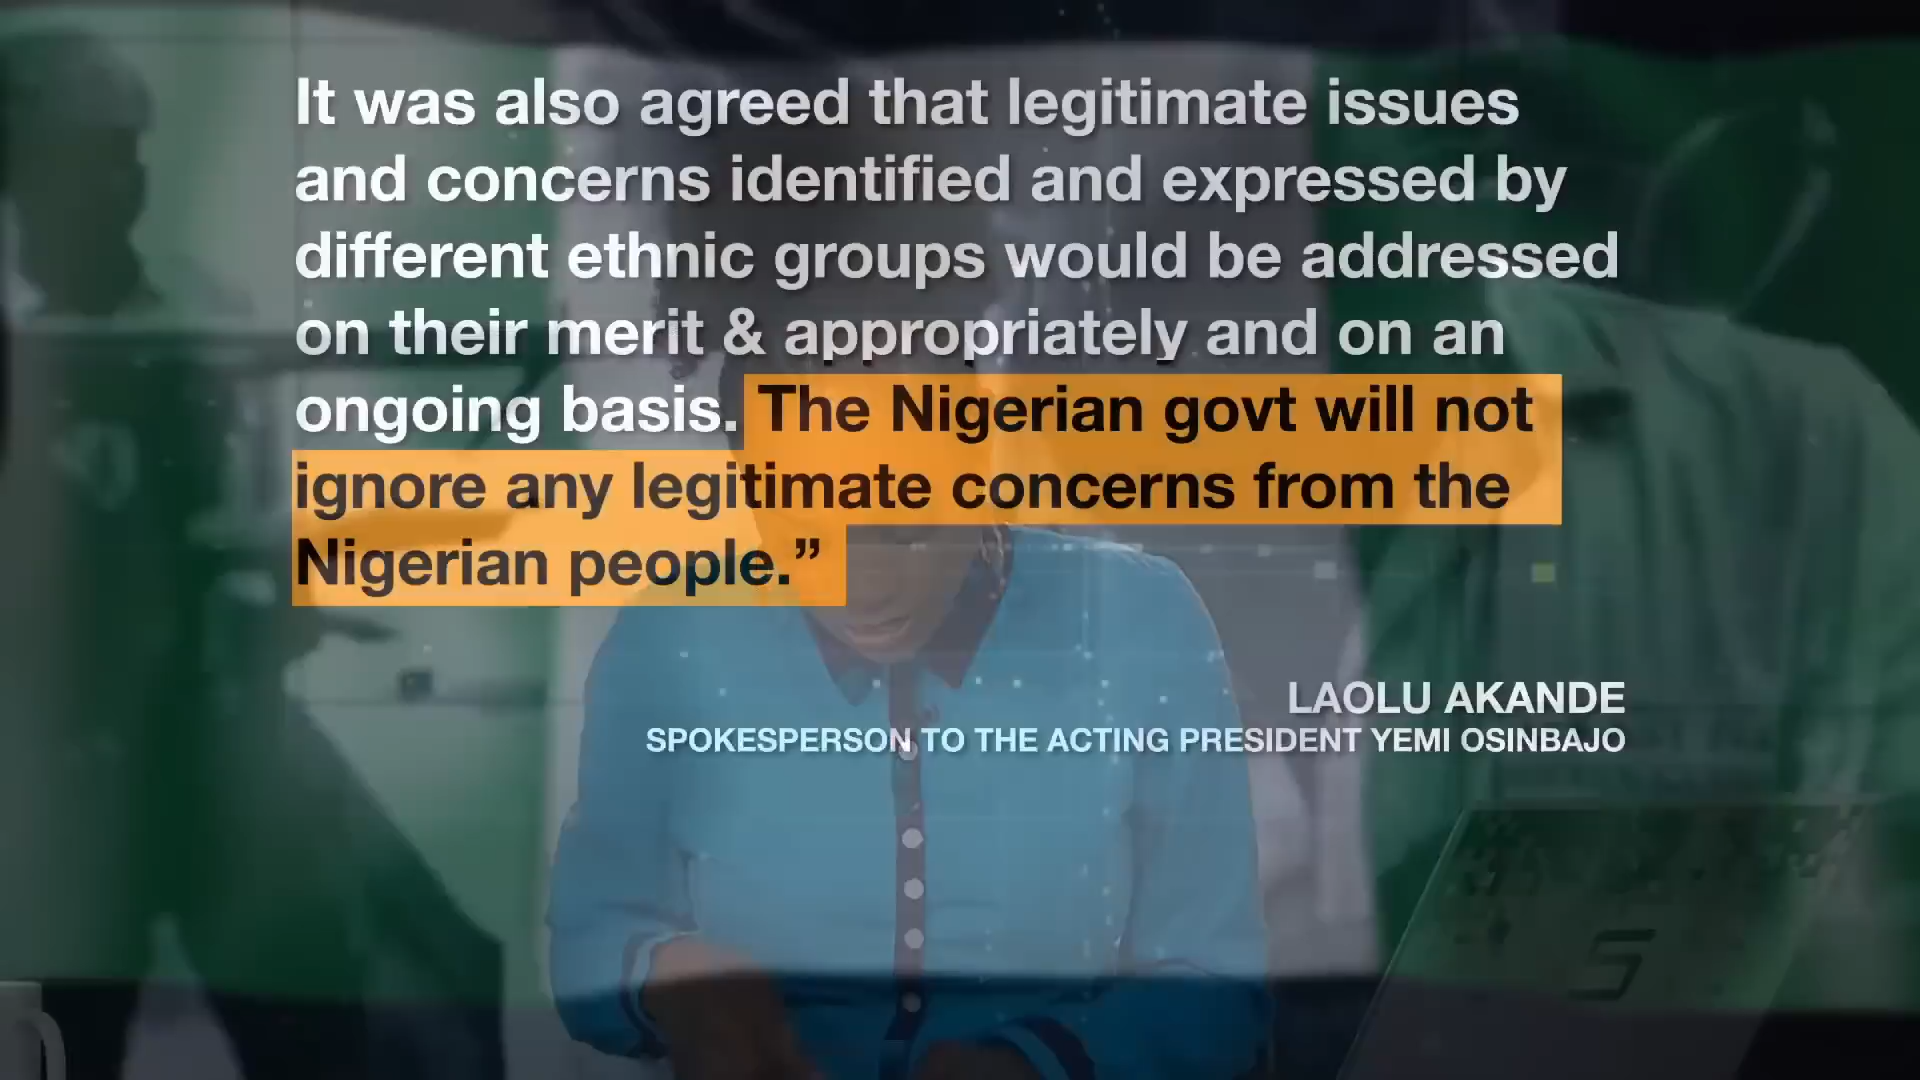 It was also agreed that legitimate issues
and concerns identified and expressed by
different ethnic groups would be addressed
on their merit & appropriately and on an
ongoing basis. The Nigerian govt will not
ignore any legitimate concerns from the
Nigerian people.”
LAOLU AKANDE
SPOKESPERSON TO THE ACTING PRESIDENT YEMI OSINBAJO
5